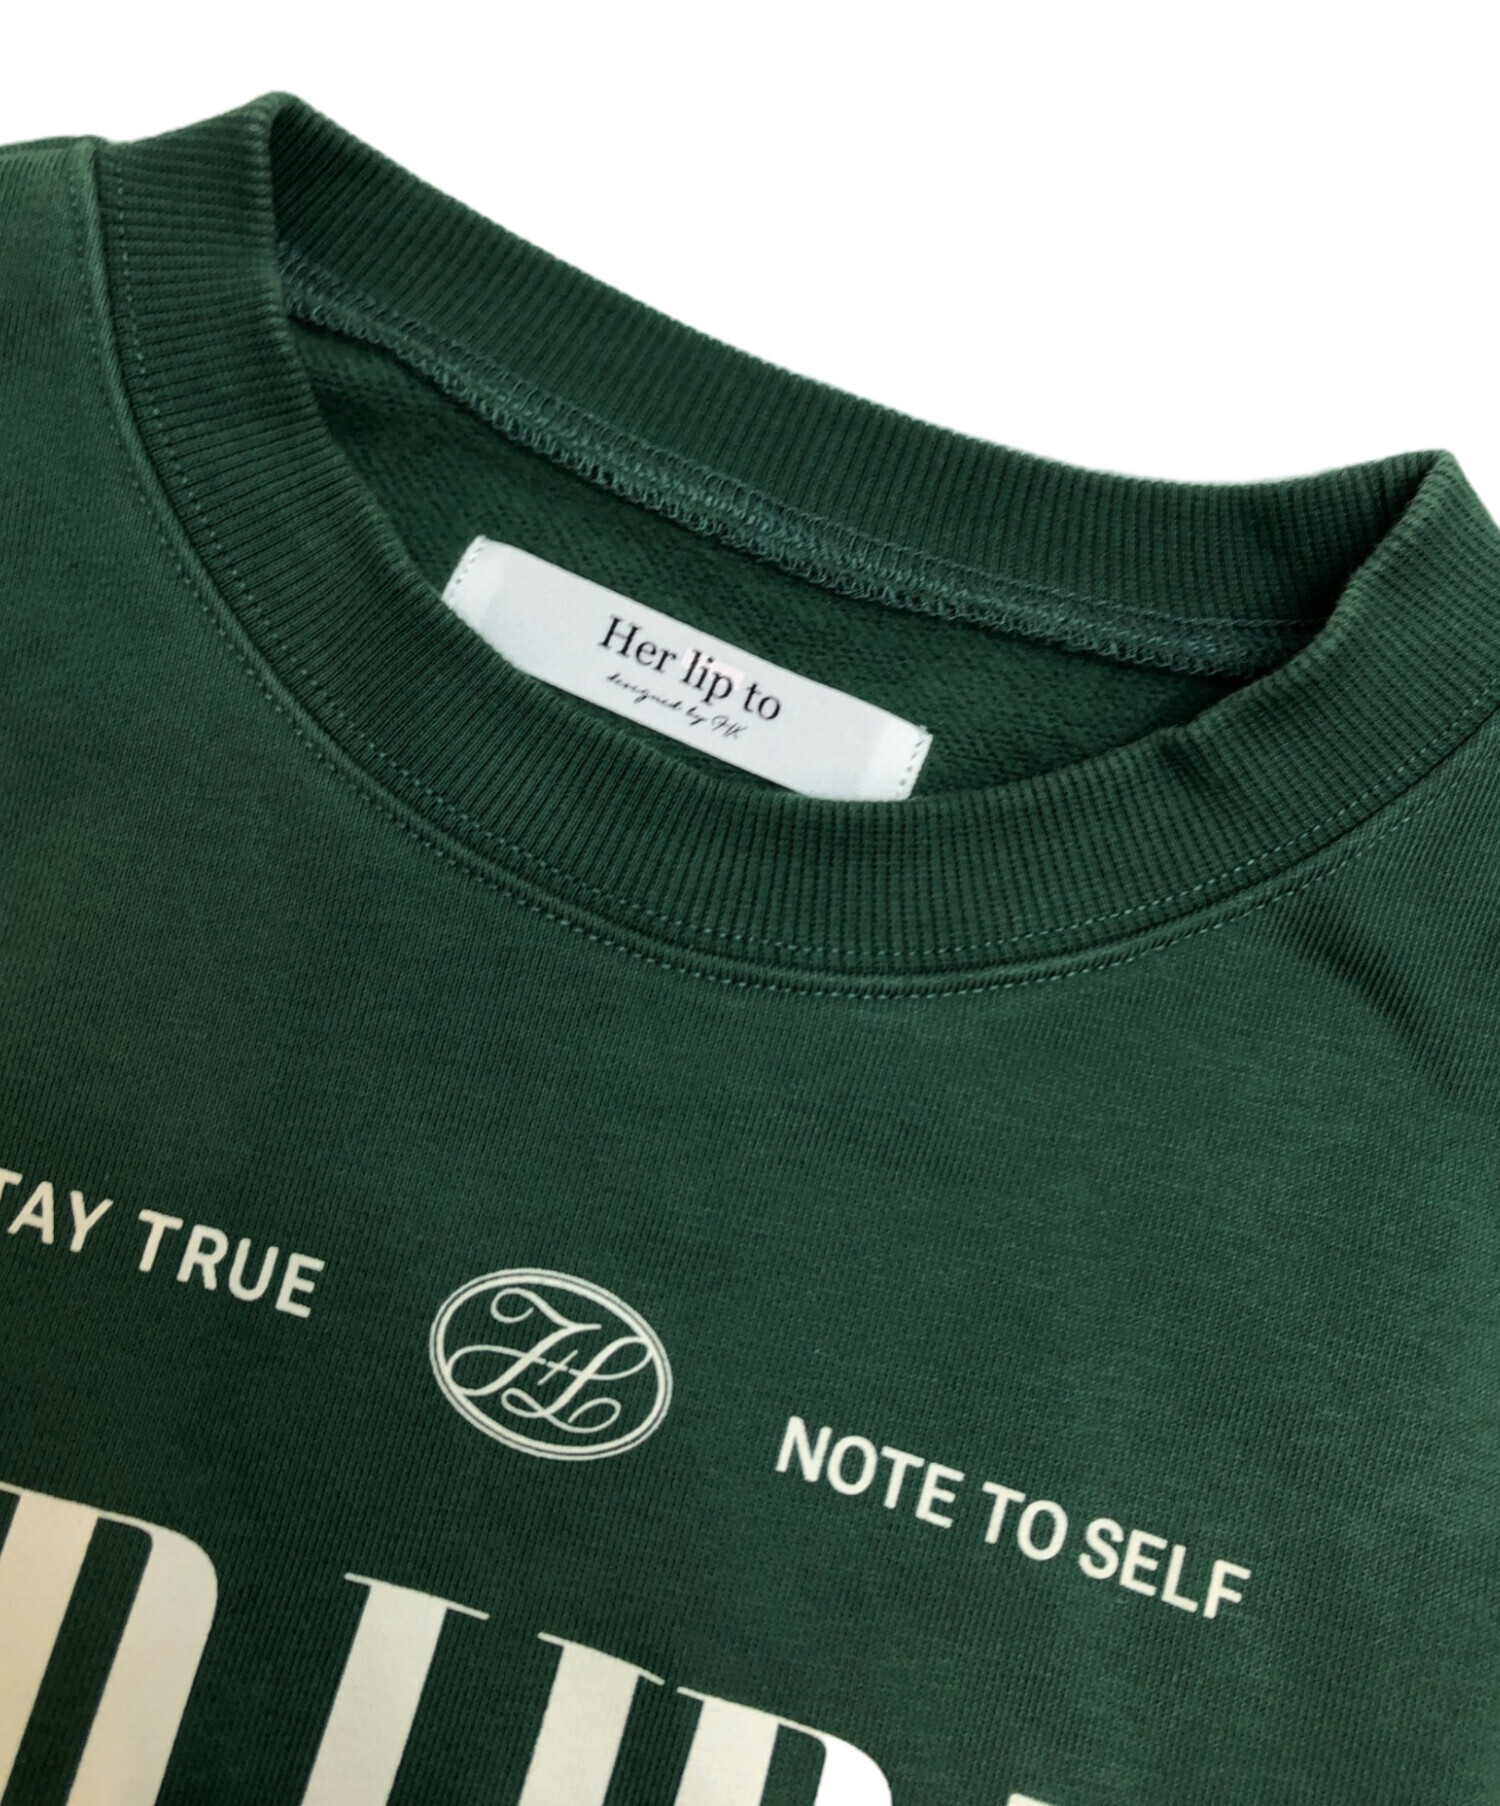 Her lip to
designed by HK
TAY TRUE
NOTE TO SELF